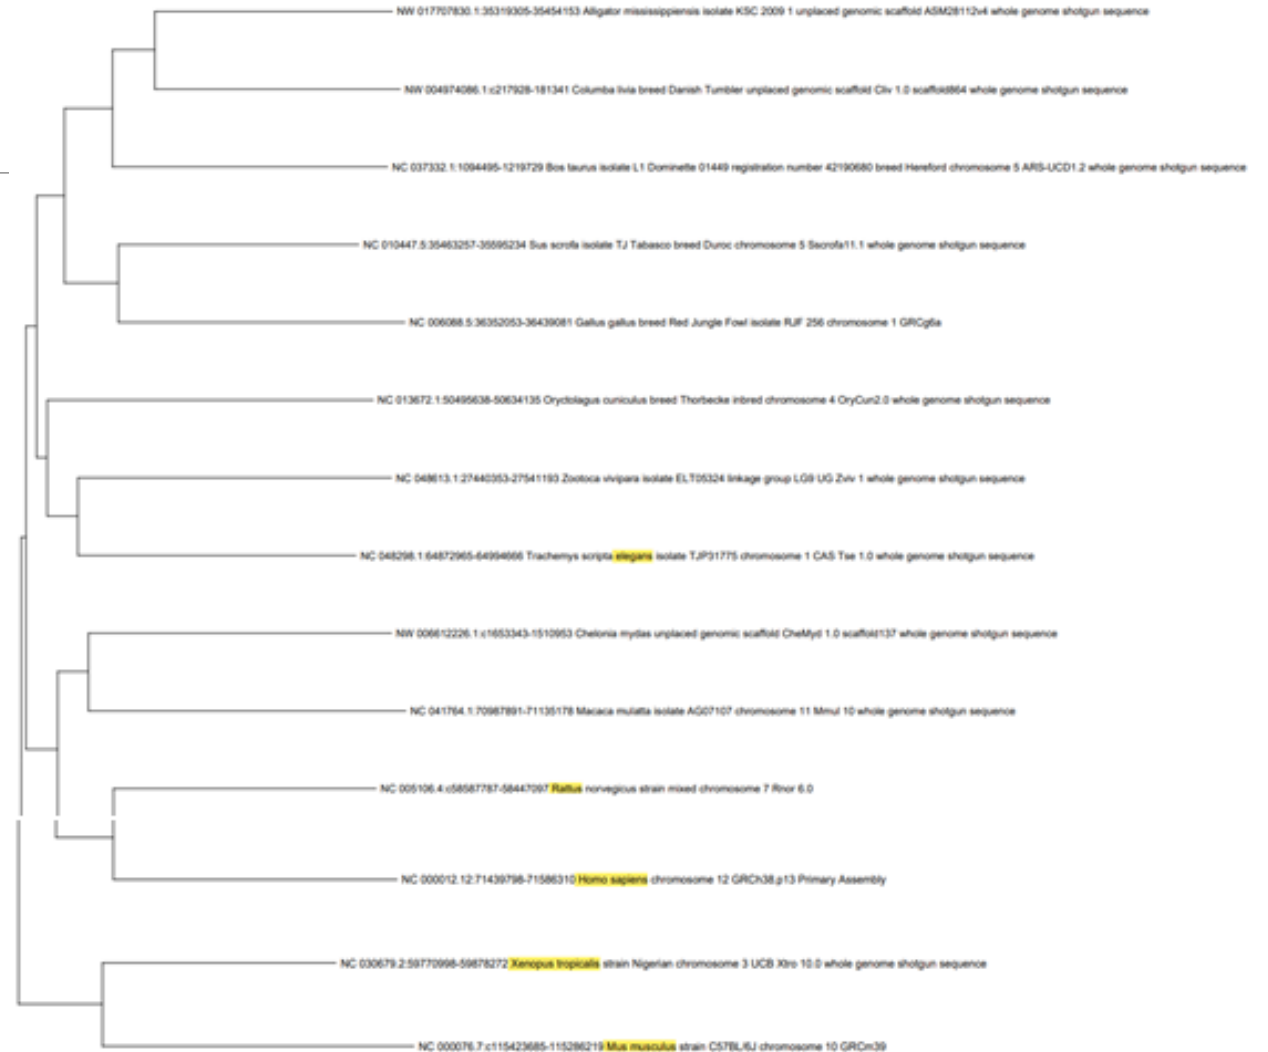 NW 017707830.1:35319305-35454153 Alligator mississippiensis isolate KSC 2009 1 unplaced genomic scaffold ASM28112v4 whole genome shotgun sequence
NW 004974086.1:c217928-181341 Columba livia breed Danish Tumbler unplaced genomic scaffold Cliv 1.0 scaffold864 whole genome shotgun sequence
NC 037332.1:1094495-1219729 Bos taurus isolate L1 Dominette 01449 registration number 42190680 breed Hereford chromosome 5 ARS-UCD1.2 whole genome shotgun sequence
NC 010447.5:35463257-35595234 Sus scrofa isolate TJ Tabasco breed Duroc chromosome 5 Sscrofa11.1 whole genome shotgun sequence
NC 006088.5:36352053-36439081 Gallus gallus breed Red Jungle Fowl isolate RJF 256 chromosome 1 GRCg6a
NC 013672.1:50495638-50634135 Oryctolagus cuniculus breed Thorbecke inbred chromosome 4 OryCun2.0 whole genome shotgun sequence
NC 048613.1:27440353-27541193 Zootoca vivipara isolate ELT05324 linkage group LG9 UG Zviv 1 whole genome shotgun sequence
NC 048298.1:64872965-64994666 Trachemys scripta elegans isolate TJP31775 chromosome 1 CAS Tse 1.0 whole genome shotgun sequence
NW 006612226.1:c1653343-1510953 Chelonia mydas unplaced genomic scaffold CheMyd 1.0 scaffold137 whole genome shotgun sequence
NC 041764.1:70987891-71135178 Macaca mulatta isolate AG07107 chromosome 11 Mmul 10 whole genome shotgun sequence
NC 005106.4:c58587787-58447097 Rattus norvegicus strain mixed chromosome 7 Rnor 6.0
NC 000012.12:71439798-71586310 Homo sapiens chromosome 12 GRCh38.p13 Primary Assembly
NC 030679.2:59770998-59878272 Xenopus tropicalis strain Nigerian chromosome 3 UCB Xtro 10.0 whole genome shotgun sequence
NC 000076.7:c115423685-115286219 Mus musculus strain C57BL/6J chromosome 10 GRCm39